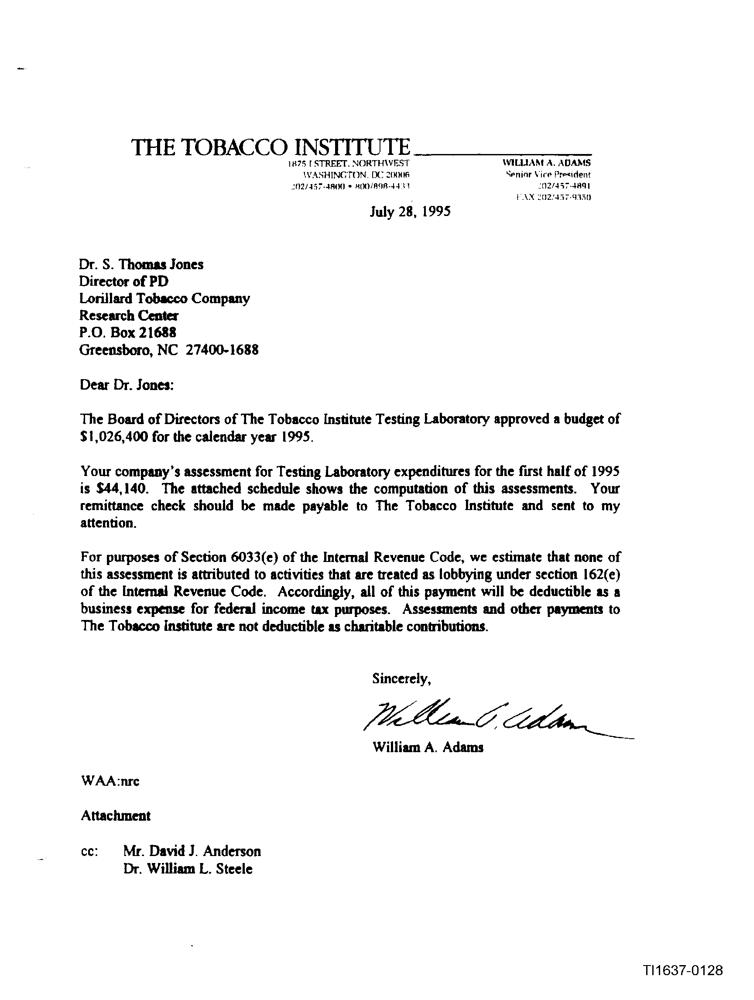 THE TOBACCO INSTITUTE
1875 I STREET, NORTHWEST
WASHINGTON, DC 20006
202/457-4800 • 800/898-4433
WILLIAM A. ADAMS
Senior Vice President
202/457-4891
FAX 202/457-9350
July 28, 1995
Dr. S. Thomas Jones
Director of PD
Lorillard Tobacco Company
Research Center
P.O. Box 21688
Greensboro, NC 27400-1688
Dear Dr. Jones:
The Board of Directors of The Tobacco Institute Testing Laboratory approved a budget of
$1,026,400 for the calendar year 1995.
Your company's assessment for Testing Laboratory expenditures for the first half of 1995
is $44,140. The attached schedule shows the computation of this assessments. Your
remittance check should be made payable to The Tobacco Institute and sent to my
attention.
For purposes of Section 6033(e) of the Internal Revenue Code, we estimate that none of
this assessment is attributed to activities that are treated as lobbying under section 162(e)
of the Internal Revenue Code. Accordingly, all of this payment will be deductible as a
business expense for federal income tax purposes. Assessments and other payments to
The Tobacco Institute are not deductible as charitable contributions.
Sincerely,
William A. Adams
William A. Adams
WAA:nrc
Attachment
cc: Mr. David J. Anderson
Dr. William L. Steele
TI1637-0128